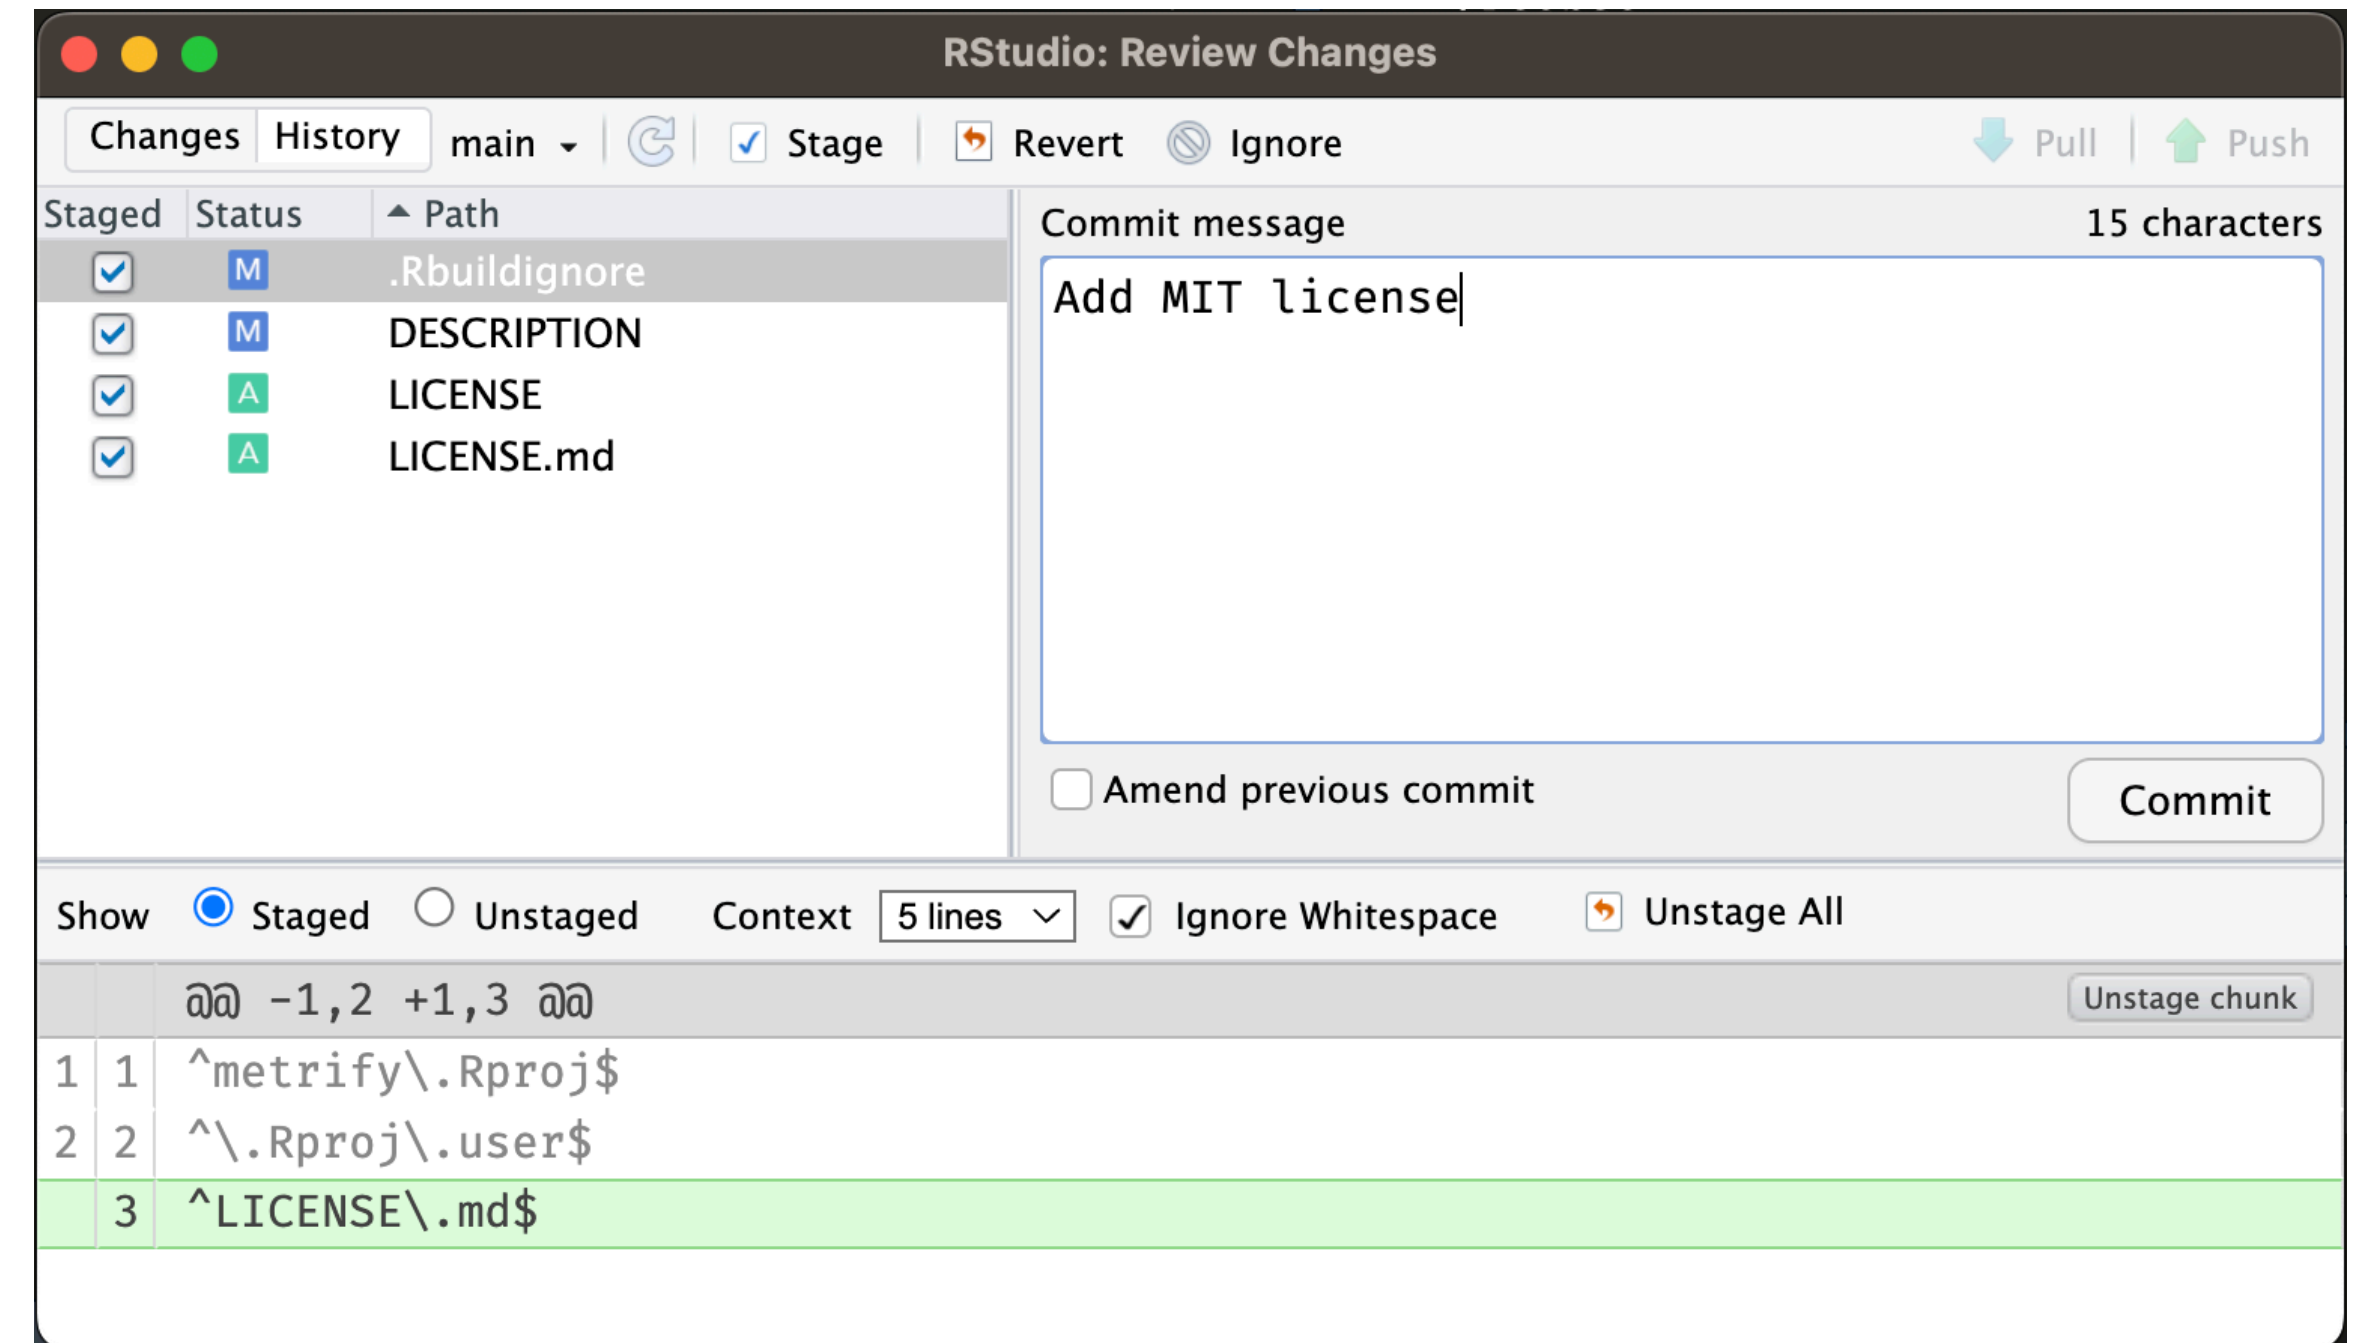 RStudio: Review Changes
Changes History main Stage Revert Ignore Pull Push
Staged Status Path
M .Rbuildignore
M DESCRIPTION
A LICENSE
A LICENSE.md
Commit message 15 characters
Add MIT license
Amend previous commit Commit
Show Staged Unstaged Context 5 lines Ignore Whitespace Unstage All
@@ -1,2 +1,3 @@ Unstage chunk
1 1 ^metrify\.Rproj$
2 2 ^\.Rproj\.user$
3 ^LICENSE\.md$